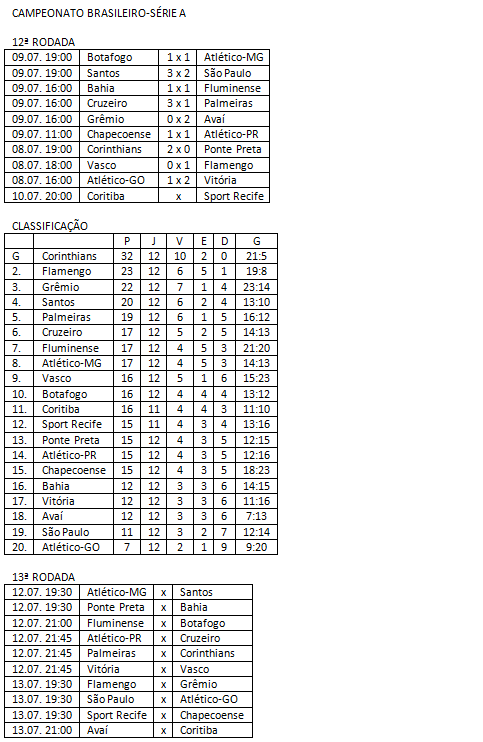 CAMPEONATO BRASILEIRO-SÉRIE A
12ª RODADA
09.07. 19:00 Botafogo 1 x 1 Atlético-MG
09.07. 19:00 Santos 3 x 2 São Paulo
09.07. 16:00 Bahia 1 x 1 Fluminense
09.07. 16:00 Cruzeiro 3 x 1 Palmeiras
09.07. 16:00 Grêmio 0 x 2 Avaí
09.07. 11:00 Chapecoense 1 x 1 Atlético-PR
08.07. 19:00 Corinthians 2 x 0 Ponte Preta
08.07. 18:00 Vasco 0 x 1 Flamengo
08.07. 16:00 Atlético-GO 1 x 2 Vitória
10.07. 20:00 Coritiba x Sport Recife
CLASSIFICAÇÃO
P J V E D G
G Corinthians 32 12 10 2 0 21:5
2. Flamengo 23 12 6 5 1 19:8
3. Grêmio 22 12 7 1 4 23:14
4. Santos 20 12 6 2 4 13:10
5. Palmeiras 19 12 6 1 5 16:12
6. Cruzeiro 17 12 5 2 5 14:13
7. Fluminense 17 12 4 5 3 21:20
8. Atlético-MG 17 12 4 5 3 14:13
9. Vasco 16 12 5 1 6 15:23
10. Botafogo 16 12 4 4 4 13:12
11. Coritiba 16 11 4 4 3 11:10
12. Sport Recife 15 11 4 3 4 13:16
13. Ponte Preta 15 12 4 3 5 12:15
14. Atlético-PR 15 12 4 3 5 12:16
15. Chapecoense 15 12 4 3 5 18:23
16. Bahia 12 12 3 3 6 14:15
17. Vitória 12 12 3 3 6 11:16
18. Avaí 12 12 3 3 6 7:13
19. São Paulo 11 12 3 2 7 12:14
20. Atlético-GO 7 12 2 1 9 9:20
13ª RODADA
12.07. 19:30 Atlético-MG x Santos
12.07. 19:30 Ponte Preta x Bahia
12.07. 21:00 Fluminense x Botafogo
12.07. 21:45 Atlético-PR x Cruzeiro
12.07. 21:45 Palmeiras x Corinthians
12.07. 21:45 Vitória x Vasco
13.07. 19:30 Flamengo x Grêmio
13.07. 19:30 São Paulo x Atlético-GO
13.07. 19:30 Sport Recife x Chapecoense
13.07. 21:00 Avaí x Coritiba